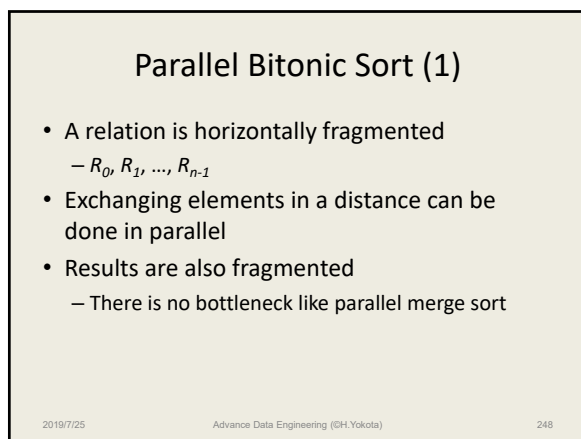 Parallel Bitonic Sort (1)
• A relation is horizontally fragmented
– R0, R1, …, Rn-1
• Exchanging elements in a distance can be
done in parallel
• Results are also fragmented
– There is no bottleneck like parallel merge sort
2019/7/25
Advance Data Engineering (©H.Yokota)
248